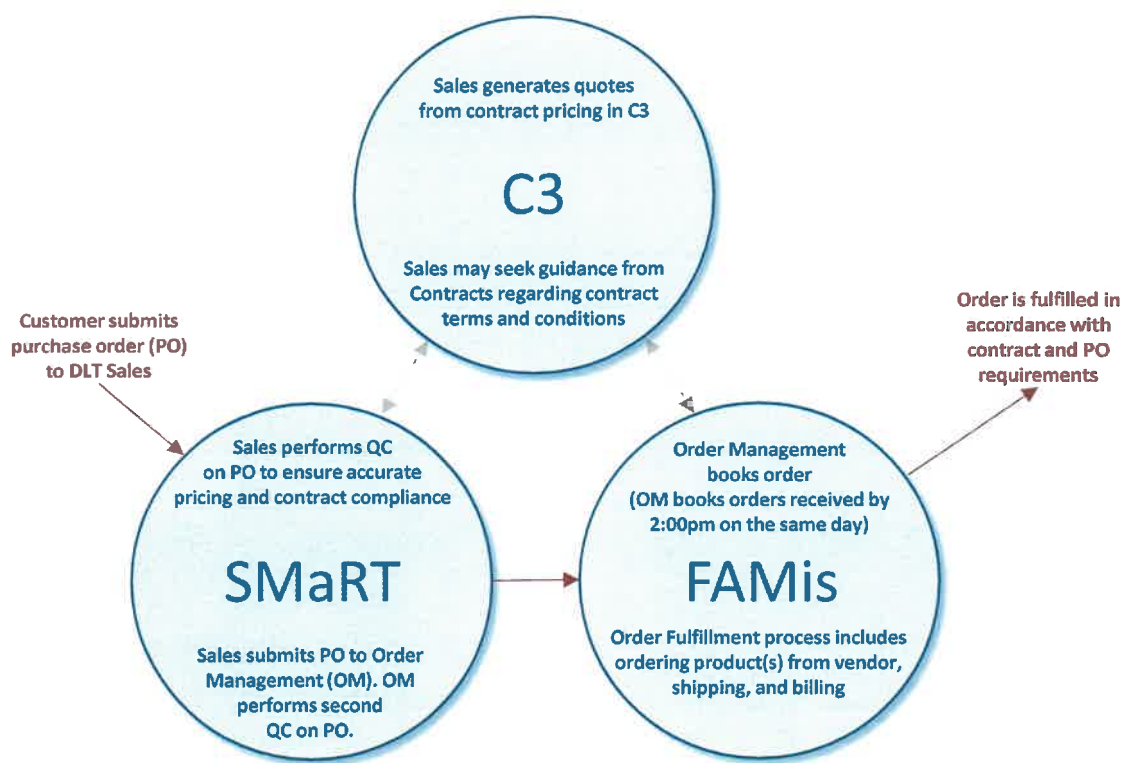 Sales generates quotes
from contract pricing in C3
C3
Sales may seek guidance from
Contracts regarding contract
terms and conditions
Customer submits
purchase order (PO)
to DLT Sales
Order is fulfilled in
accordance with
contract and PO
requirements
Sales performs QC
on PO to ensure accurate
pricing and contract compliance
SMaRT
Sales submits PO to Order
Management (OM). OM
performs second
QC on PO.
Order Management
books order
(OM books orders received by
2:00pm on the same day)
FAMis
Order Fulfillment process includes
ordering product(s) from vendor,
shipping, and billing